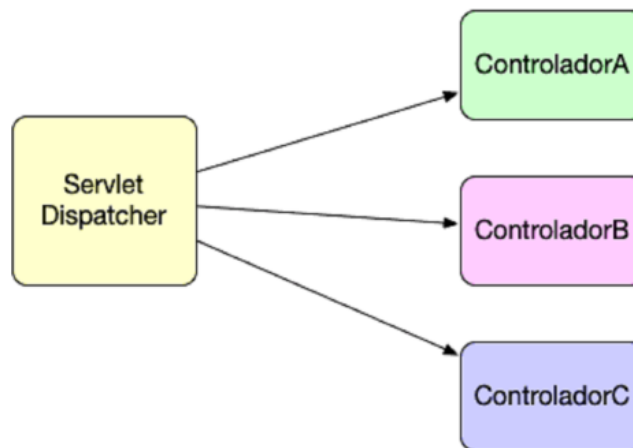 ControladorA
Servlet
Dispatcher
ControladorB
ControladorC